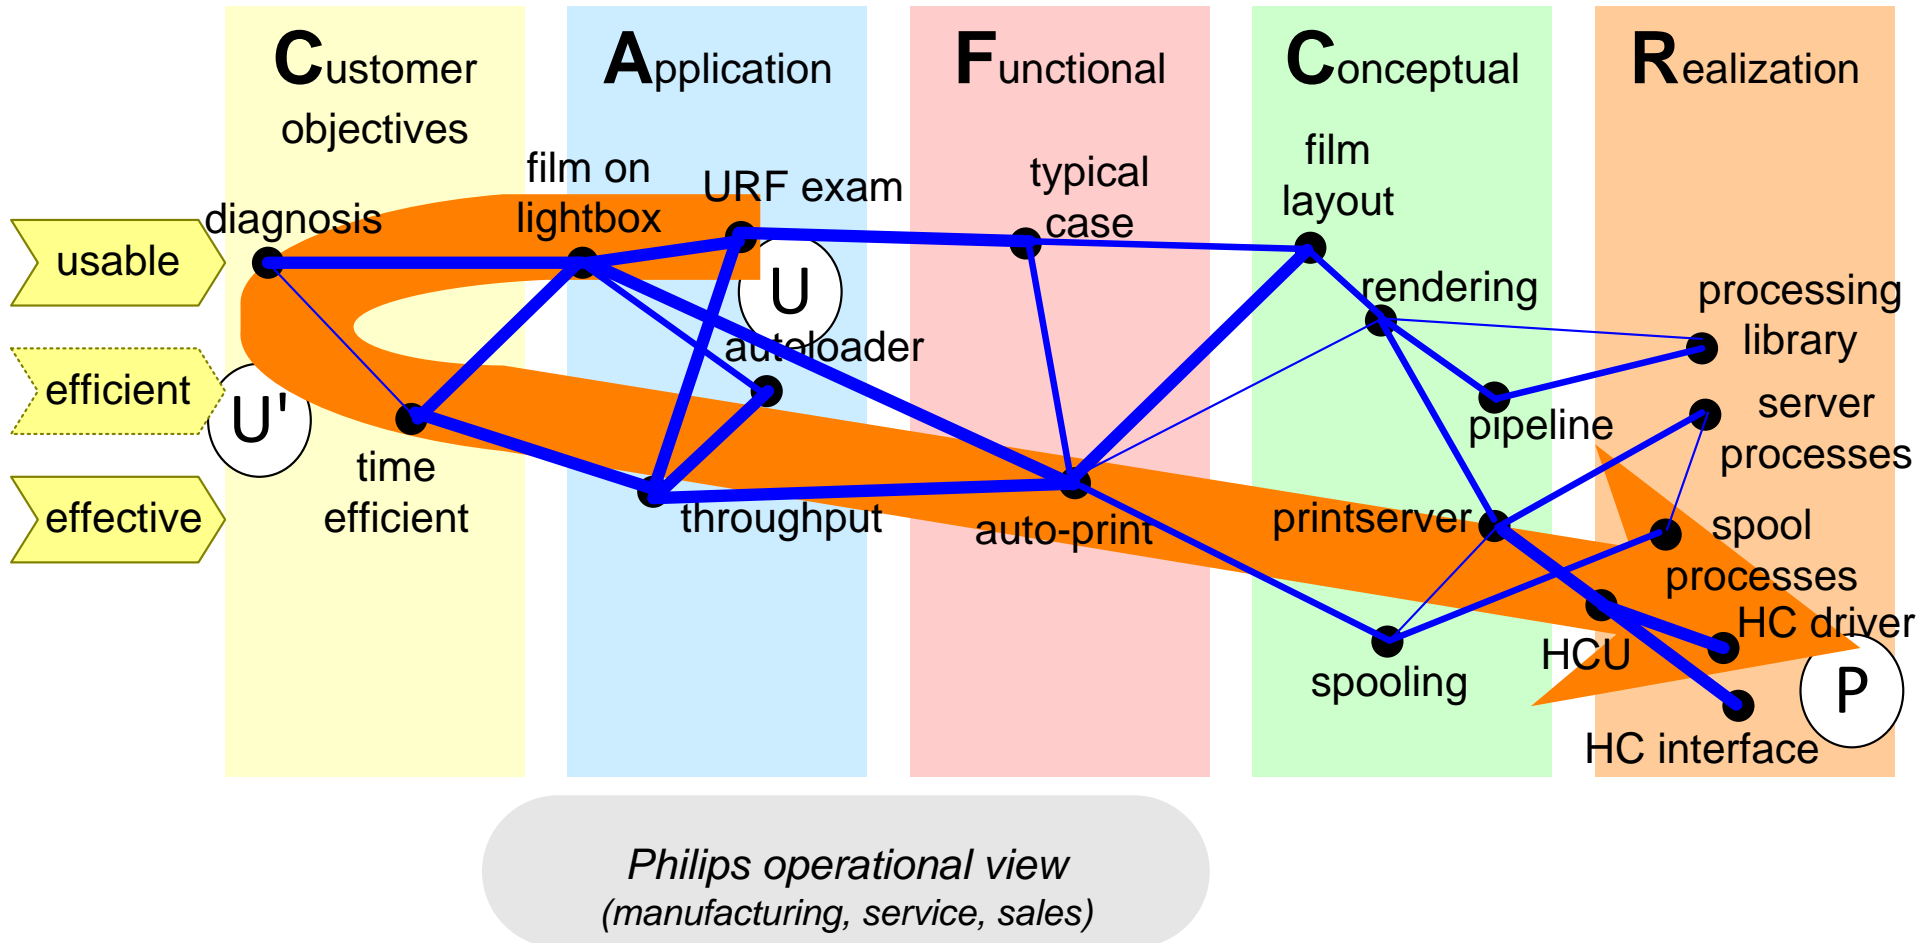 Customer
objectives
Application
Functional
Conceptual
Realization
usable
efficient
effective
diagnosis
film on
lightbox
URF exam
typical
case
film
layout
rendering
processing
library
U
autoloader
U'
time
efficient
throughput
auto-print
pipeline
server
processes
printserver
spool
processes
spooling
HCU
HC driver
HC interface
P
Philips operational view
(manufacturing, service, sales)